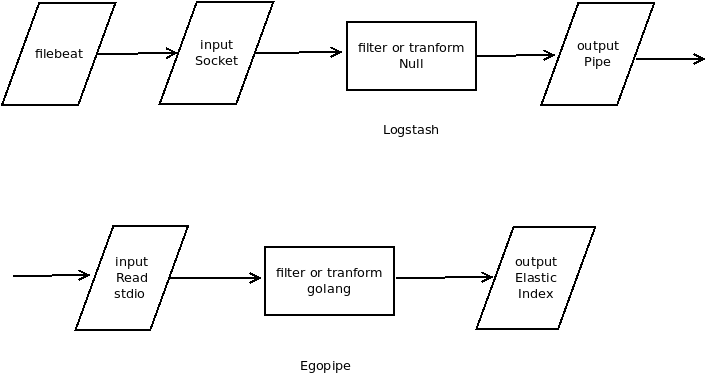 filebeat
input
Socket
filter or tranform
Null
output
Pipe
Logstash
input
Read
stdio
filter or tranform
golang
output
Elastic
Index
Egopipe